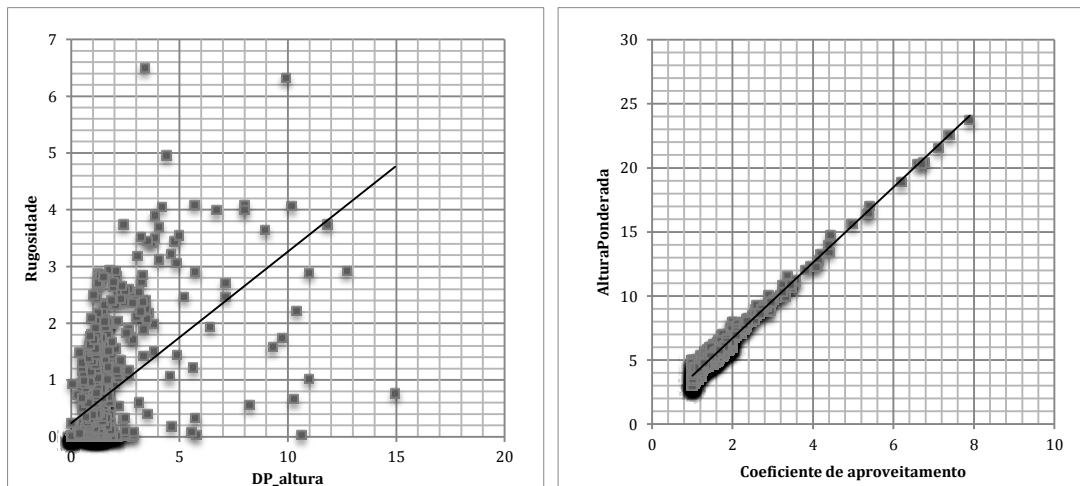 7
6
5
4
3
2
1
0
Rugosidade
0 5 10 15 20
DP_altura
30
25
20
15
10
5
0
AlturaPonderada
0 2 4 6 8 10
Coeficiente de aproveitamento